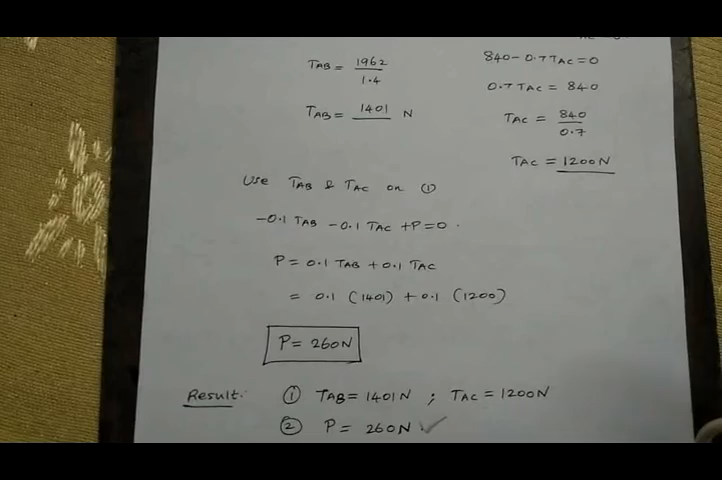 TAB = 1962 / 1.4
TAB = 1401 N
840 - 0.7 TAC = 0
0.7 TAC = 840
TAC = 840 / 0.7
TAC = 1200 N
Use TAB & TAC on ①
-0.1 TAB - 0.1 TAC + P = 0.
P = 0.1 TAB + 0.1 TAC
= 0.1 (1401) + 0.1 (1200)
P = 260N
Result:
① TAB = 1401 N ; TAC = 1200N
② P = 260N